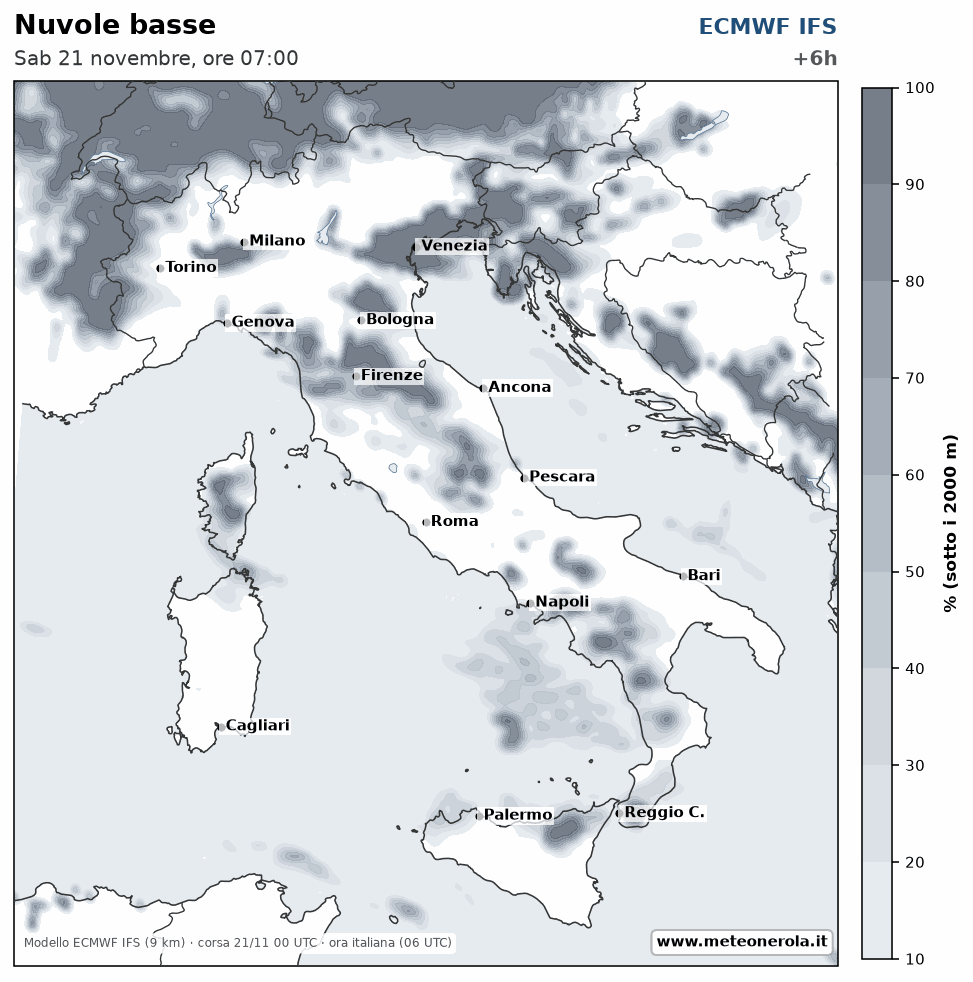 Nuvole basse
ECMWF IFS
Sab 21 novembre, ore 07:00
+6h
100
90
80
70
60
50
40
30
20
10
% (sotto i 2000 m)
Milano
Venezia
Torino
Genova
Bologna
Firenze
Ancona
Pescara
Roma
Bari
Napoli
Cagliari
Palermo
Reggio C.
Modello ECMWF IFS (9 km) · corsa 21/11 00 UTC · ora italiana (06 UTC)
www.meteonerola.it